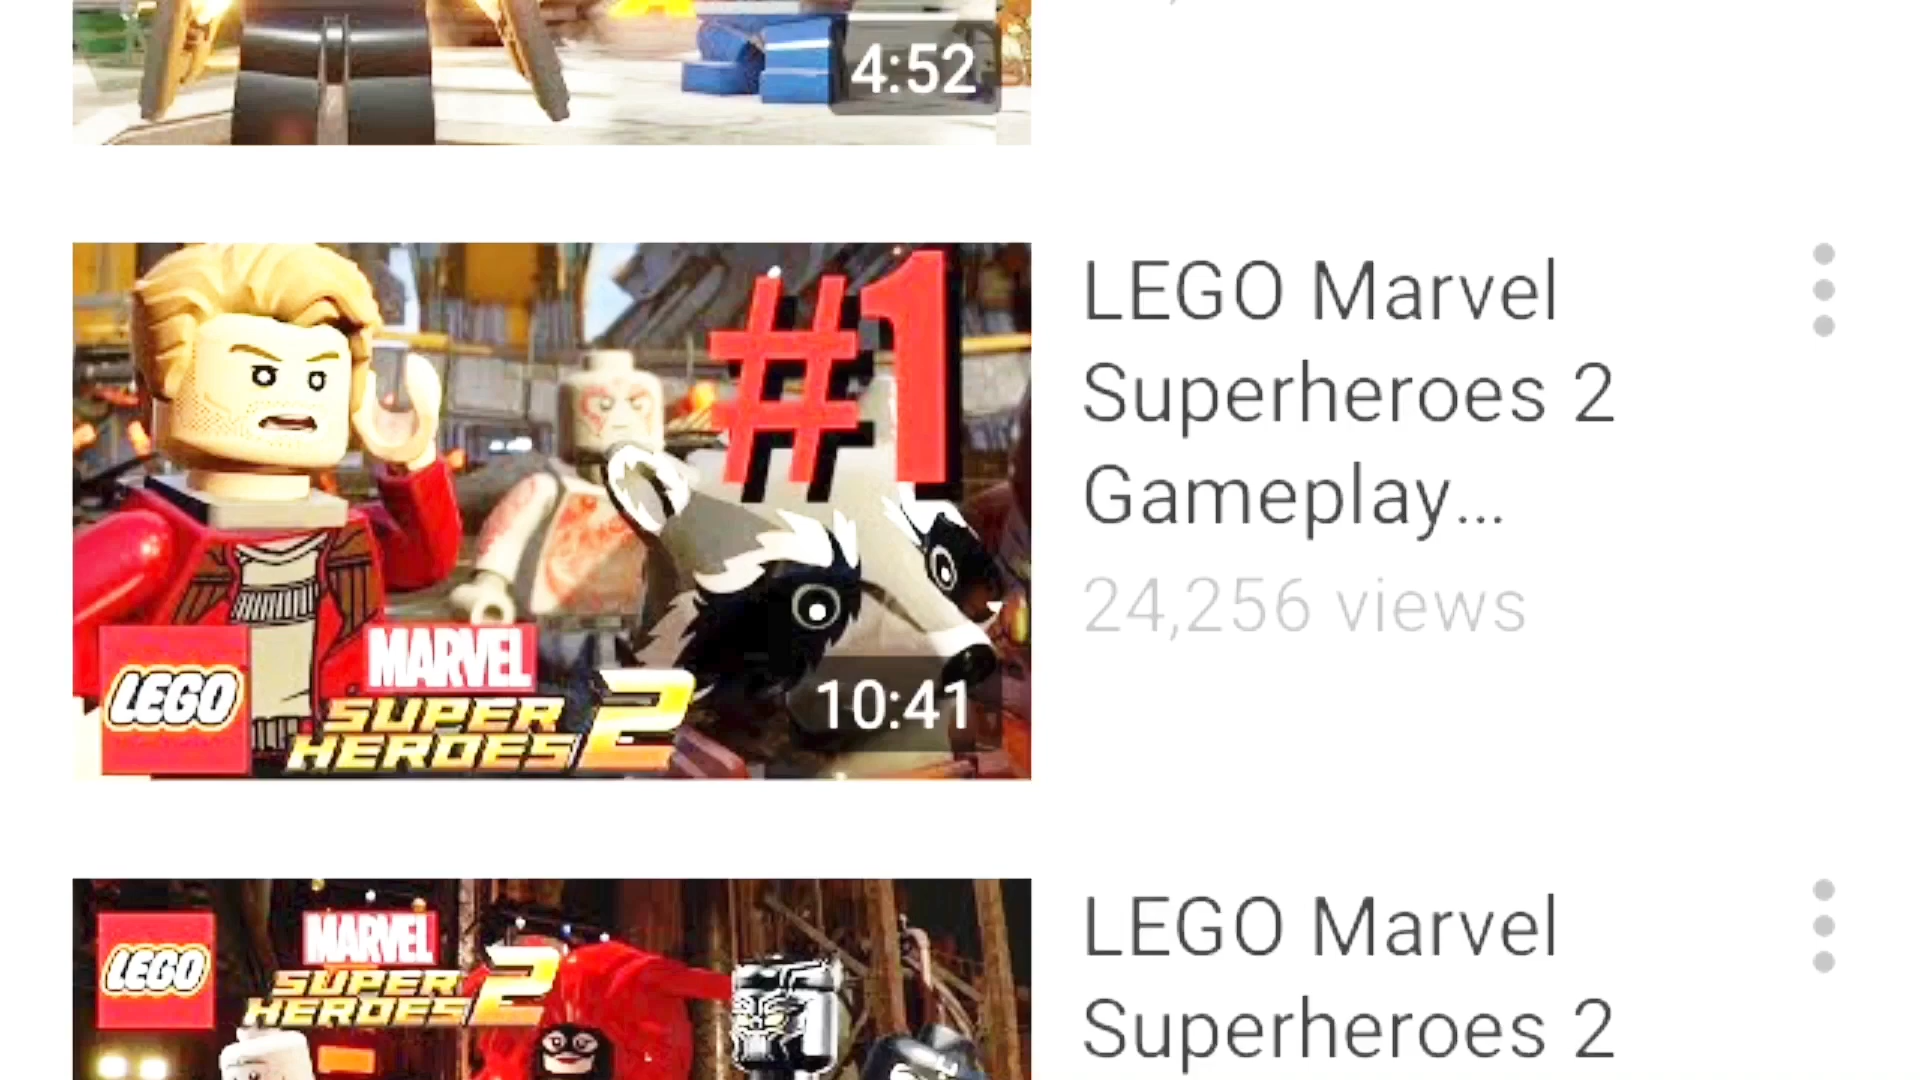 4:52
#1
LEGO
MARVEL
SUPER
HEROES 2
10:41
LEGO Marvel
Superheroes 2
Gameplay...
24,256 views
LEGO
MARVEL
SUPER
HEROES 2
LEGO Marvel
Superheroes 2